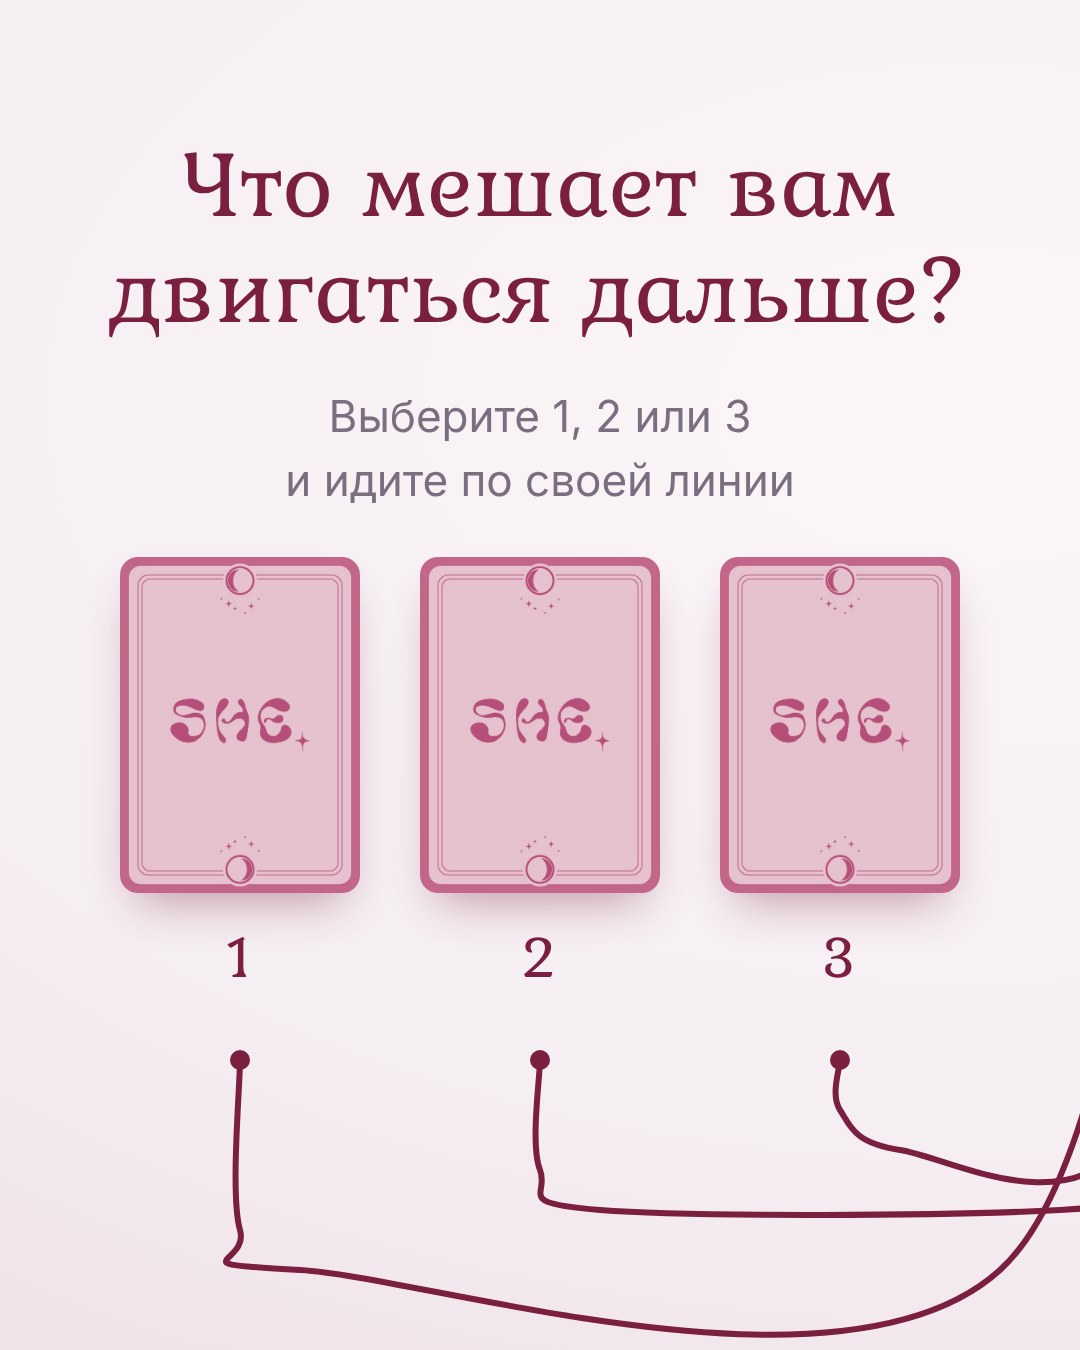 Что мешает вам
двигаться дальше?
Выберите 1, 2 или 3
и идите по своей линии
SHE SHE SHE
1 2 3